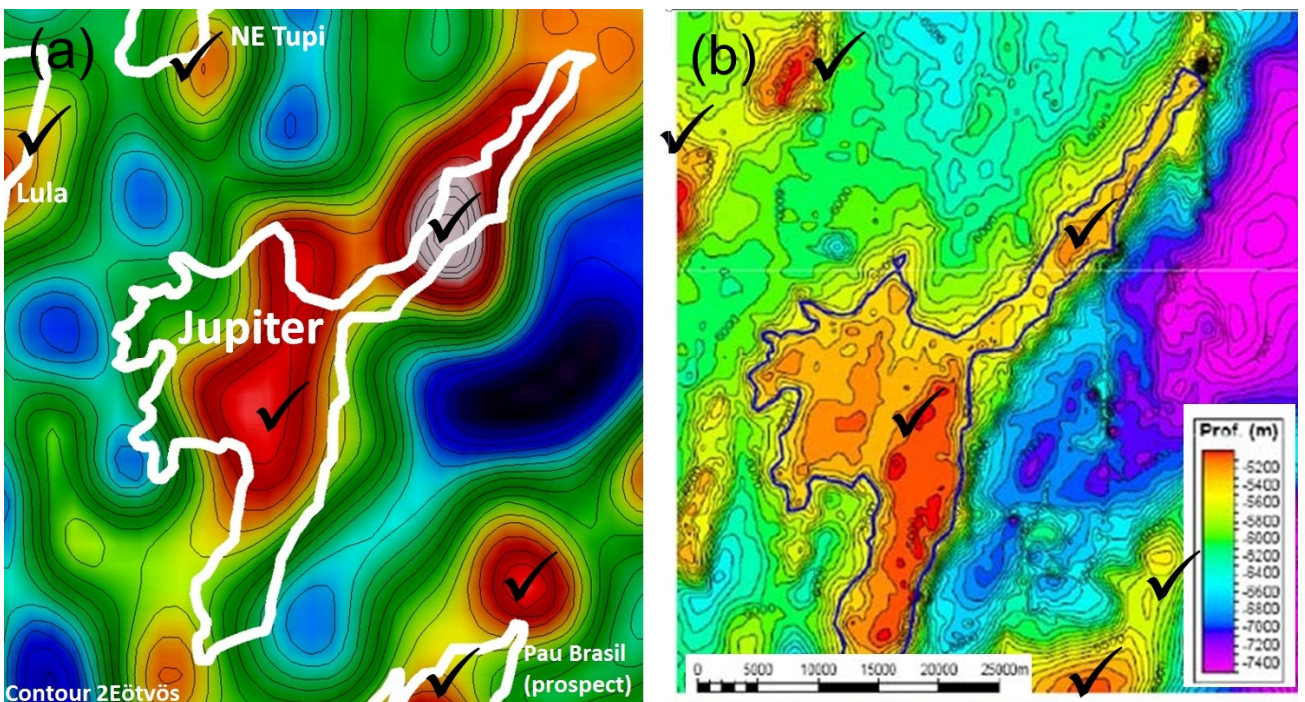 (a)
NE Tupi
Lula
Jupiter
Pau Brasil
(prospect)
Contour 2Eötvös
(b)
Prof. (m)
-5200
-5400
-5600
-5800
-6000
-6200
-6400
-6600
-6800
-7000
-7200
-7400
0 5000 10000 15000 20000 25000m